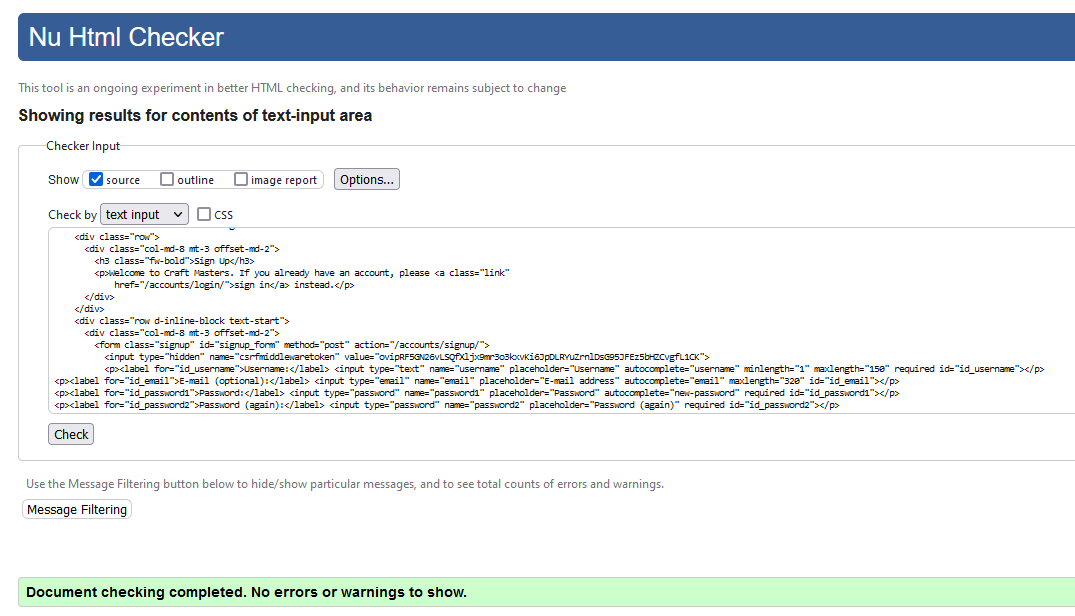 Nu Html Checker
This tool is an ongoing experiment in better HTML checking, and its behavior remains subject to change
Showing results for contents of text-input area
Checker Input
Show source outline image report Options...
Check by text input CSS
<div class="row">
<div class="col-md-8 mt-3 offset-md-2">
<h3 class="fw-bold">Sign Up</h3>
<p>Welcome to Craft Masters. If you already have an account, please <a class="link"
href="/accounts/login/">sign in</a> instead.</p>
</div>
</div>
<div class="row d-inline-block text-start">
<div class="col-md-8 mt-3 offset-md-2">
<form class="signup" id="signup_form" method="post" action="/accounts/signup/">
<input type="hidden" name="csrfmiddlewaretoken" value="ovipRF5GN26vLSQfXljx9mr3o3kxvKi6JpDLRYuZrnlDsG95JFEz5bHZCvgfL1CK">
<p><label for="id_username">Username:</label> <input type="text" name="username" placeholder="Username" autocomplete="username" minlength="1" maxlength="150" required id="id_username"></p>
<p><label for="id_email">E-mail (optional):</label> <input type="email" name="email" placeholder="E-mail address" autocomplete="email" maxlength="320" id="id_email"></p>
<p><label for="id_password1">Password:</label> <input type="password" name="password1" placeholder="Password" autocomplete="new-password" required id="id_password1"></p>
<p><label for="id_password2">Password (again):</label> <input type="password" name="password2" placeholder="Password (again)" required id="id_password2"></p>
Check
Use the Message Filtering button below to hide/show particular messages, and to see total counts of errors and warnings.
Message Filtering
Document checking completed. No errors or warnings to show.